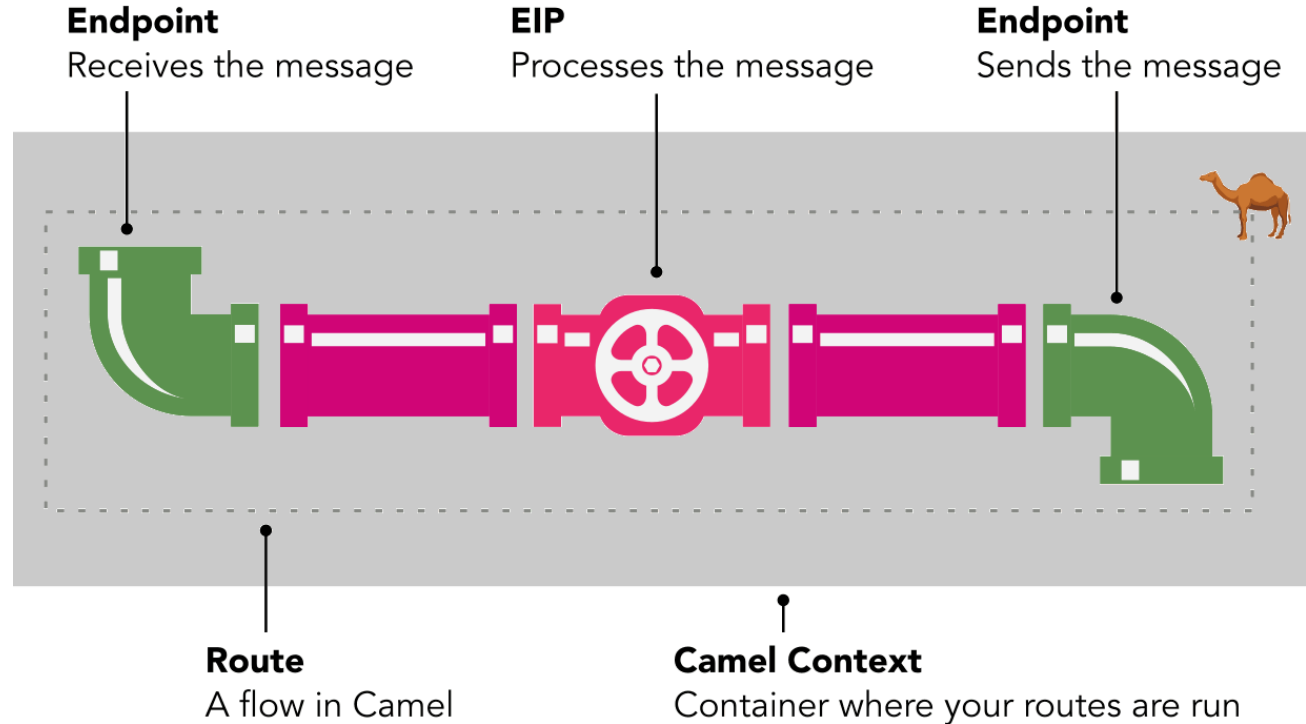 Endpoint
Receives the message
EIP
Processes the message
Endpoint
Sends the message
Route
A flow in Camel
Camel Context
Container where your routes are run